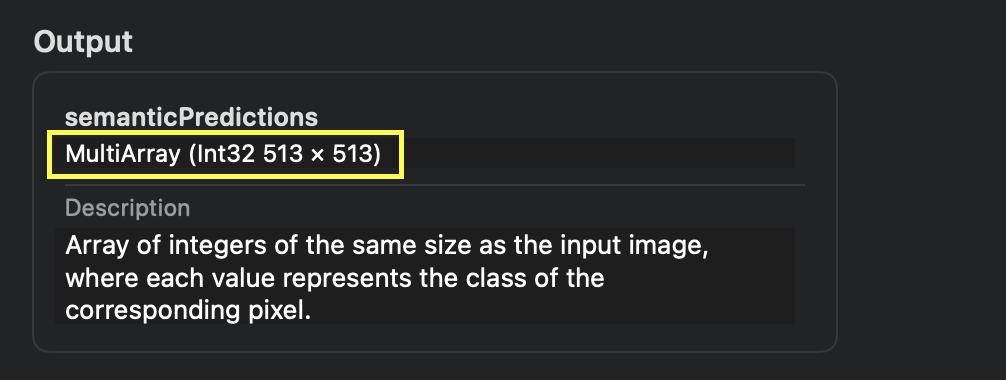 Output
semanticPredictions
MultiArray (Int32 513 × 513)
Description
Array of integers of the same size as the input image,
where each value represents the class of the
corresponding pixel.